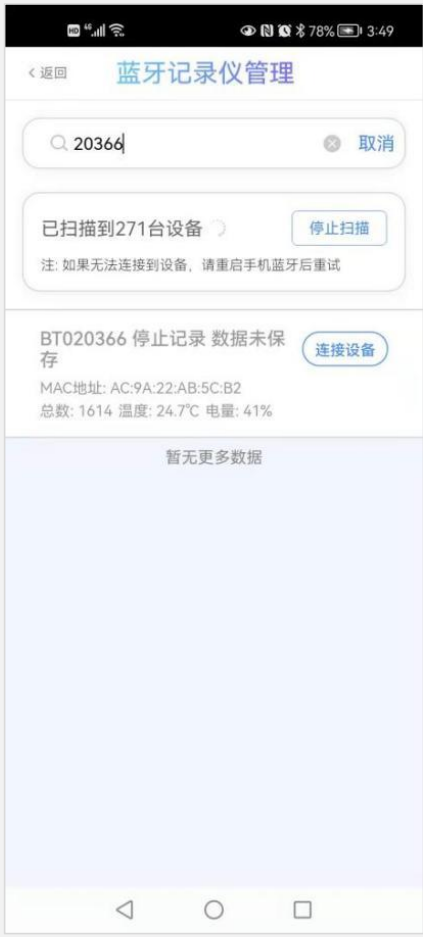 HD 46 78% 3:49
返回 蓝牙记录仪管理
20366 取消
已扫描到271台设备 停止扫描
注: 如果无法连接到设备，请重启手机蓝牙后重试
BT020366 停止记录 数据未保
存
连接设备
MAC地址: AC:9A:22:AB:5C:B2
总数: 1614 温度: 24.7℃ 电量: 41%
暂无更多数据